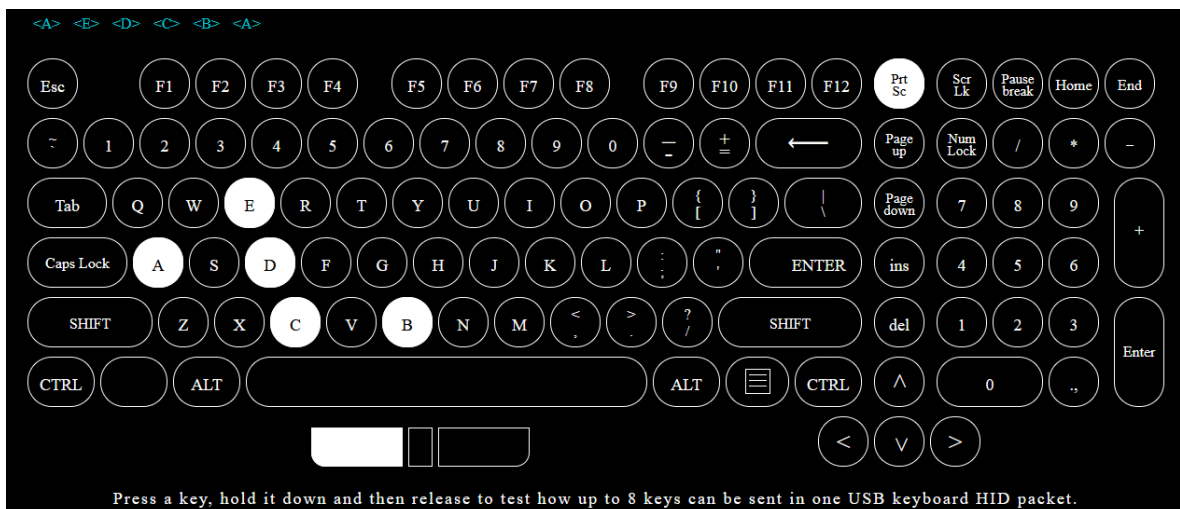 <A> <E> <D> <C> <B> <A>
Esc F1 F2 F3 F4 F5 F6 F7 F8 F9 F10 F11 F12 Prt Sc Scr Lk Pause break Home End
~ ` 1 2 3 4 5 6 7 8 9 0 _ - + = ← Page up Num Lock / * −
Tab Q W E R T Y U I O P { [ } ] | \ Page down 7 8 9 +
Caps Lock A S D F G H J K L : ; " ' ENTER ins 4 5 6
SHIFT Z X C V B N M < , > . ? / SHIFT del 1 2 3 Enter
CTRL ALT ALT CTRL ^ 0 .,
< v >
Press a key, hold it down and then release to test how up to 8 keys can be sent in one USB keyboard HID packet.